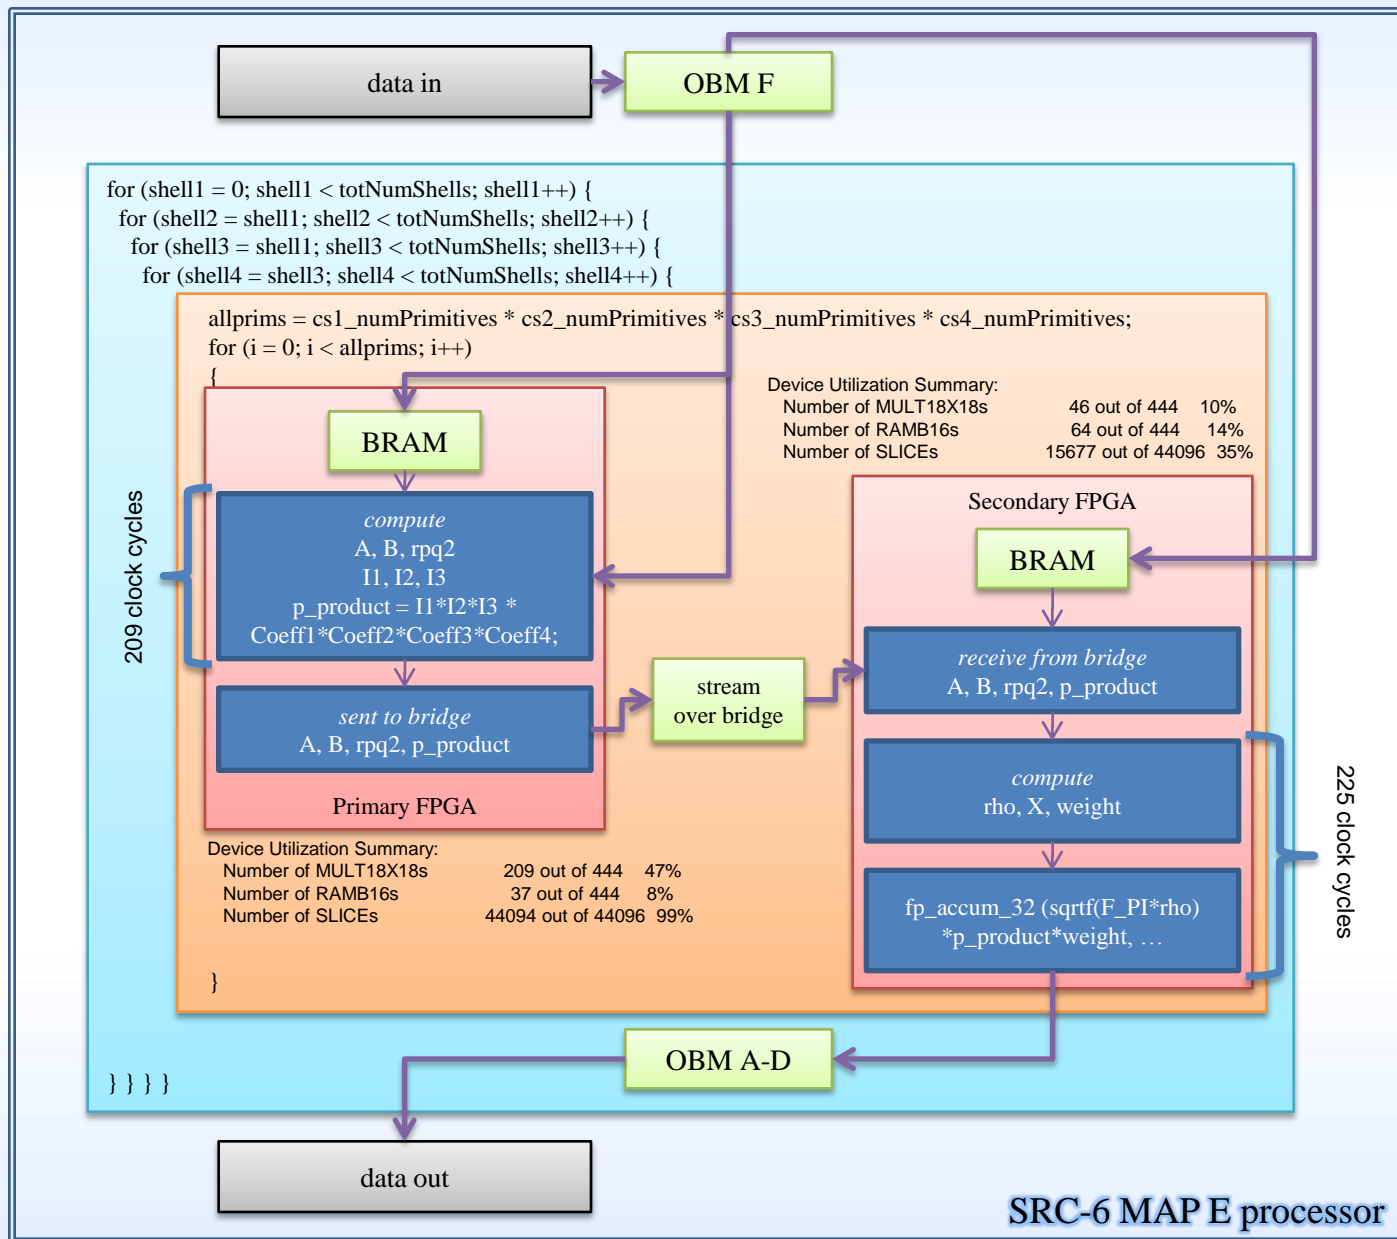 data in
OBM F
for (shell1 = 0; shell1 < totNumShells; shell1++) {
for (shell2 = shell1; shell2 < totNumShells; shell2++) {
for (shell3 = shell1; shell3 < totNumShells; shell3++) {
for (shell4 = shell3; shell4 < totNumShells; shell4++) {
allprims = cs1_numPrimitives * cs2_numPrimitives * cs3_numPrimitives * cs4_numPrimitives;
for (i = 0; i < allprims; i++)
{
BRAM
209 clock cycles
compute
A, B, rpq2
I1, I2, I3
p_product = I1*I2*I3 *
Coeff1*Coeff2*Coeff3*Coeff4;
sent to bridge
A, B, rpq2, p_product
Primary FPGA
Device Utilization Summary:
Number of MULT18X18s 209 out of 444 47%
Number of RAMB16s 37 out of 444 8%
Number of SLICEs 44094 out of 44096 99%
stream
over bridge
Device Utilization Summary:
Number of MULT18X18s 46 out of 444 10%
Number of RAMB16s 64 out of 444 14%
Number of SLICEs 15677 out of 44096 35%
Secondary FPGA
BRAM
receive from bridge
A, B, rpq2, p_product
compute
rho, X, weight
fp_accum_32 (sqrtf(F_PI*rho)
*p_product*weight, …
225 clock cycles
}
OBM A-D
} } } }
data out
SRC-6 MAP E processor